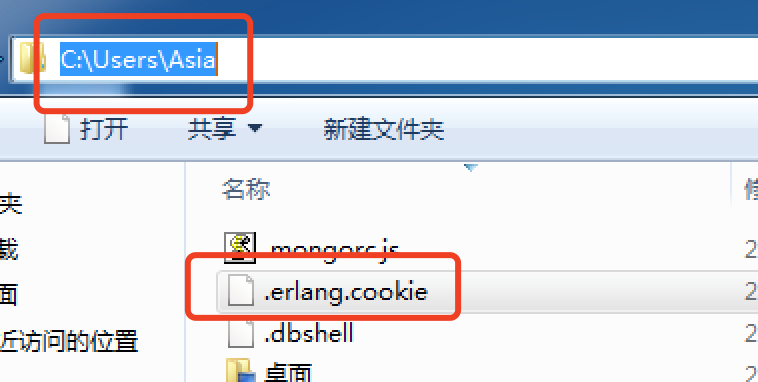 C:\Users\Asia
打开 共享 新建文件夹
名称
夹
.mongorc.js
载
.erlang.cookie
面
.dbshell
近访问的位置
桌面